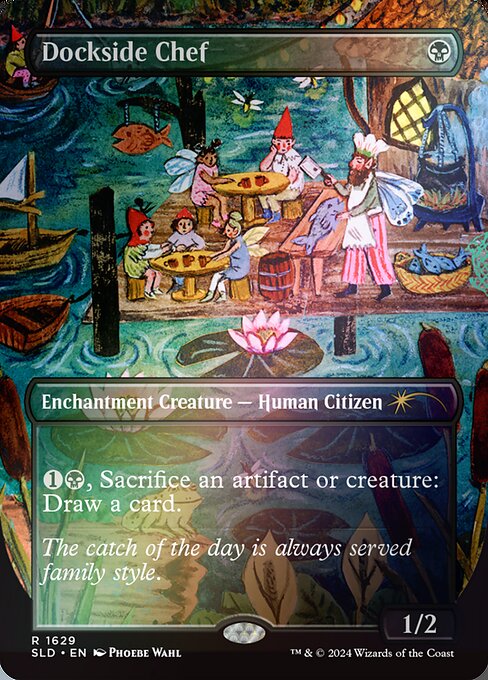 Dockside Chef
Enchantment Creature — Human Citizen
1, Sacrifice an artifact or creature:
Draw a card.
The catch of the day is always served
family style.
1/2
R 1629
SLD • EN Phoebe Wahl
™ & © 2024 Wizards of the Coast